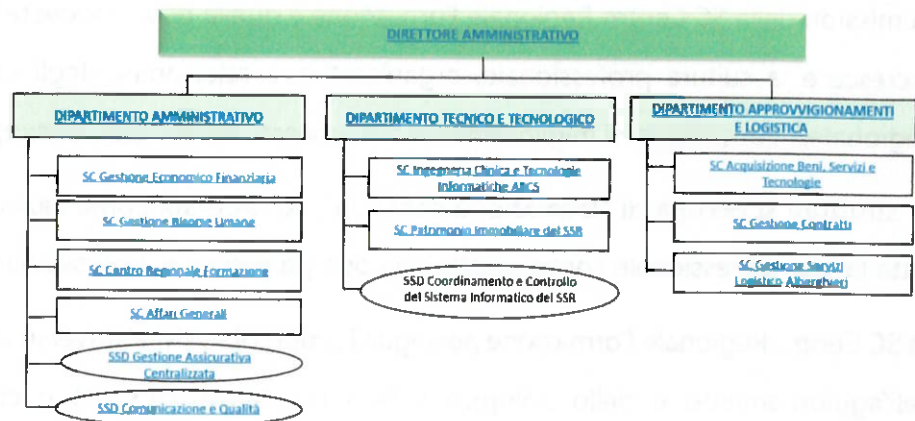 DIRETTORE AMMINISTRATIVO
DIPARTIMENTO AMMINISTRATIVO
SC Gestione Economico Finanziaria
SC Gestione Risorse Umane
SC Centro Regionale Formazione
SC Affari Generali
SSD Gestione Assicurativa
Centralizzata
SSD Comunicazione e Qualità
DIPARTIMENTO TECNICO E TECNOLOGICO
SC Ingegneria Clinica e Tecnologie
Informatiche ARCS
SC Patrimonio Immobiliare del SSR
SSD Coordinamento e Controllo
del Sistema Informatico del SSR
DIPARTIMENTO APPROVVIGIONAMENTI
E LOGISTICA
SC Acquisizione Beni, Servizi e
Tecnologie
SC Gestione Contratti
SC Gestione Servizi
Logistico Alberghieri